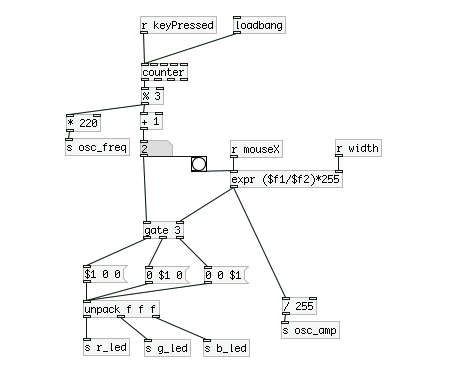 r keyPressed
loadbang
counter
% 3
* 220
+ 1
s osc_freq
2
r mouseX
r width
expr ($f1/$f2)*255
gate 3
$1 0 0
0 $1 0
0 0 $1
/ 255
unpack f f f
s osc_amp
s r_led
s g_led
s b_led